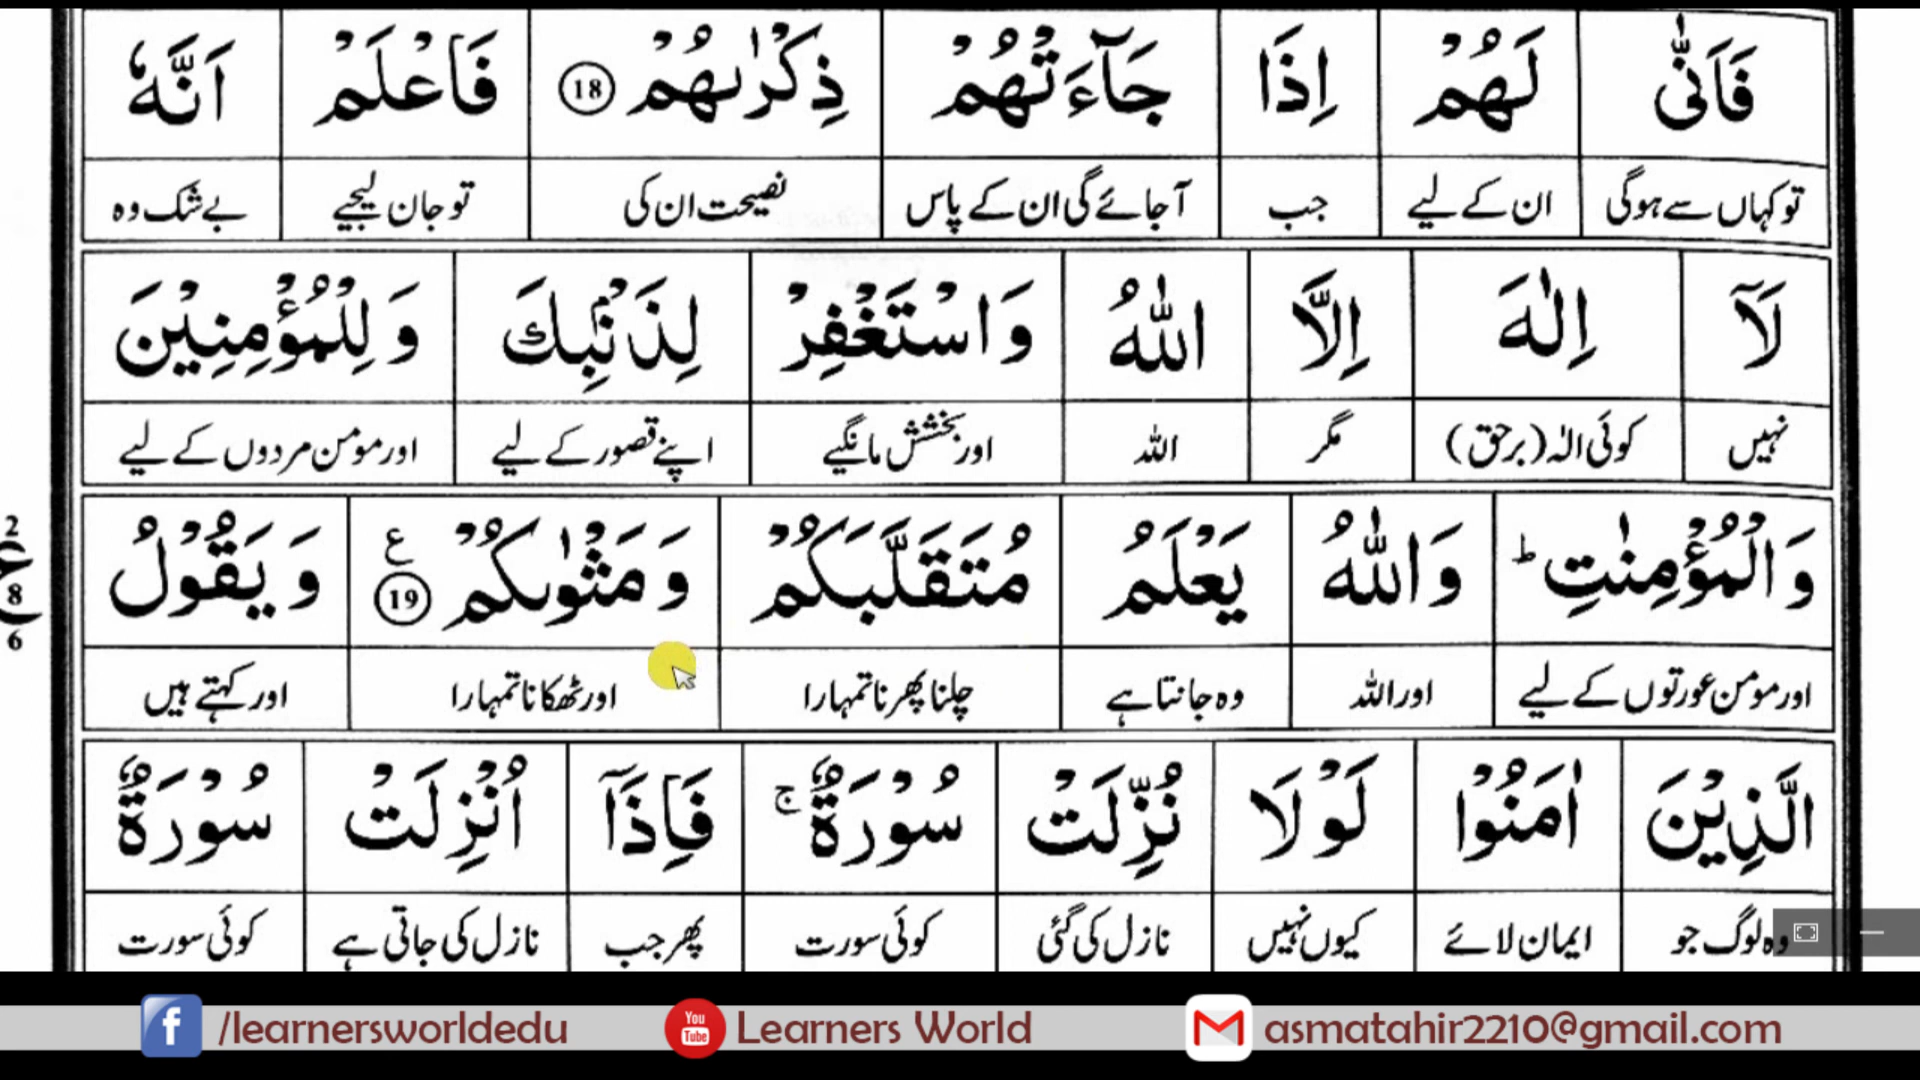 فَاَنّٰى لَهُمْ اِذَا جَآءَتْهُمْ ذِكْرٰىهُمْ 18 فَاعْلَمْ اَنَّهٗ
تو کہاں سے ہوگی ان کے لیے جب آجائے گی ان کے پاس نصیحت ان کی تو جان لیجیے بے شک وہ
لَآ اِلٰهَ اِلَّا اللّٰهُ وَاسْتَغْفِرْ لِذَنْۢبِكَ وَلِلْمُؤْمِنِيْنَ
نہیں کوئی الٰہ (برحق) مگر اللہ اور بخشش مانگیے اپنے قصور کے لیے اور مومن مردوں کے لیے
وَالْمُؤْمِنٰتِ ؕ وَاللّٰهُ يَعْلَمُ مُتَقَلَّبَكُمْ وَمَثْوٰىكُمْ 19 ع وَيَقُوْلُ
2 ع 8 6
اور مومن عورتوں کے لیے اور اللہ وہ جانتا ہے چلنا پھرنا تمہارا اور ٹھکانا تمہارا اور کہتے ہیں
الَّذِيْنَ اٰمَنُوْا لَوْلَا نُزِّلَتْ سُوْرَةٌ ۚ فَاِذَآ اُنْزِلَتْ سُوْرَةٌ
وہ لوگ جو ایمان لائے کیوں نہیں نازل کی گئی کوئی سورت پھر جب نازل کی جاتی ہے کوئی سورت
f /learnersworldedu You Tube Learners World asmatahir2210@gmail.com